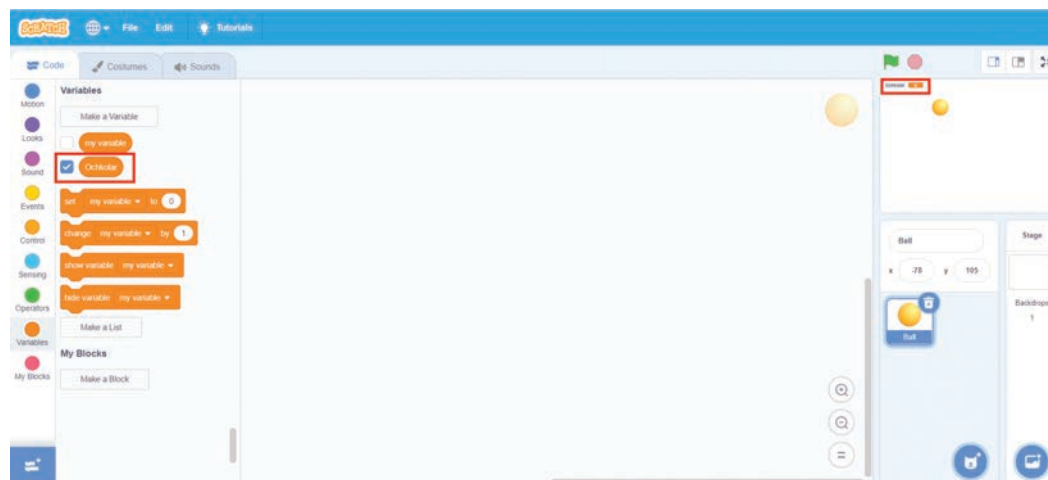 SCRATCH File Edit Tutorials
Code Costumes Sounds
Motion
Looks
Sound
Events
Control
Sensing
Operators
Variables
My Blocks
Variables
Make a Variable
my variable
Ochkolar
set my variable to 0
change my variable by 1
show variable my variable
hide variable my variable
Make a List
My Blocks
Make a Block
Ball
x -78 y 105
Ball
Stage
Backdrops
1